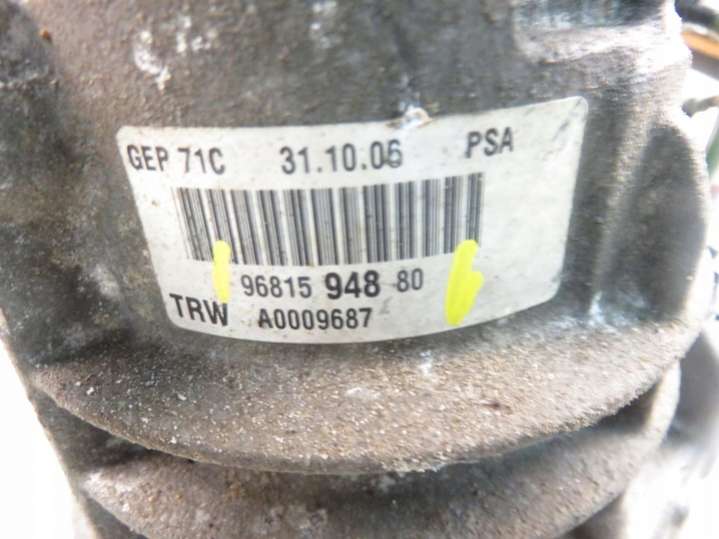 GEP 71C 31.10.06 PSA
96815 948 80
TRW A0009687